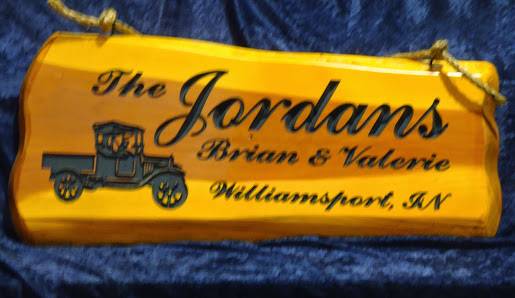 The Jordans
Brian & Valerie
Williamsport, IN